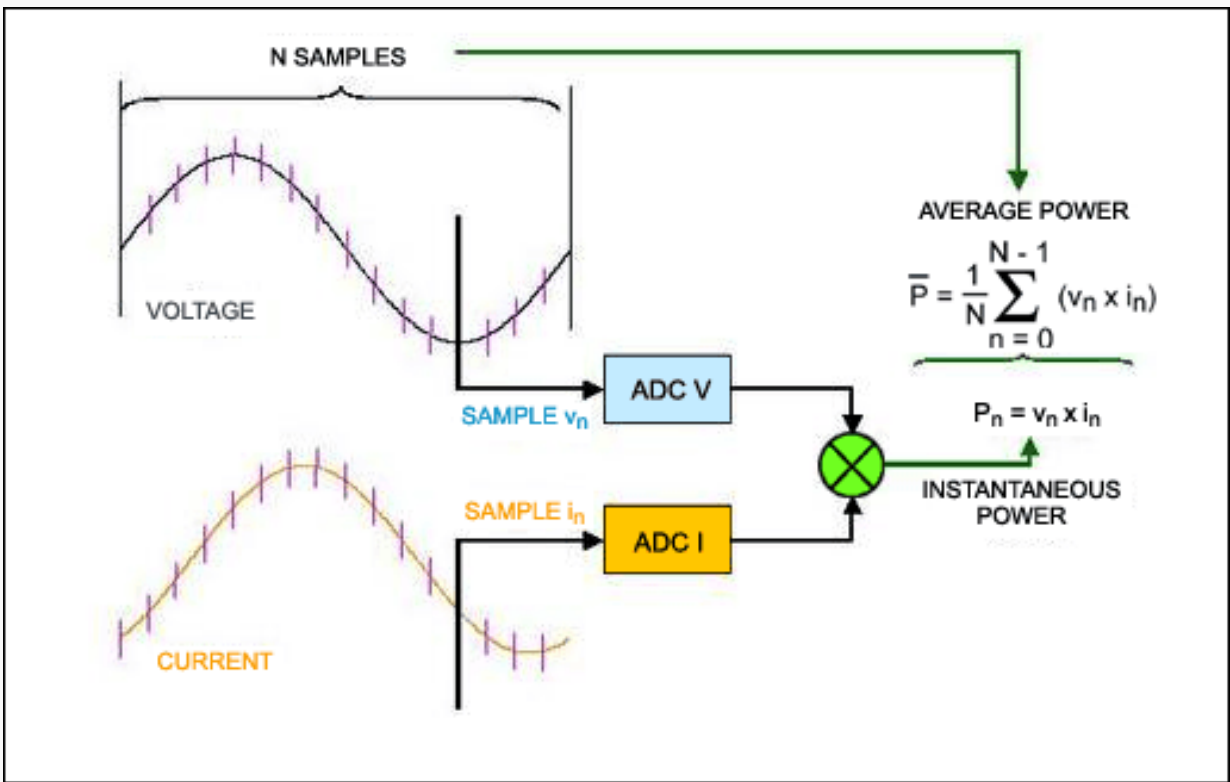 N SAMPLES
AVERAGE POWER
N - 1
P̅ = 1/N ∑ (vₙ x iₙ)
n = 0
VOLTAGE
ADC V
SAMPLE vₙ
Pₙ = vₙ x iₙ
INSTANTANEOUS
POWER
SAMPLE iₙ
ADC I
CURRENT